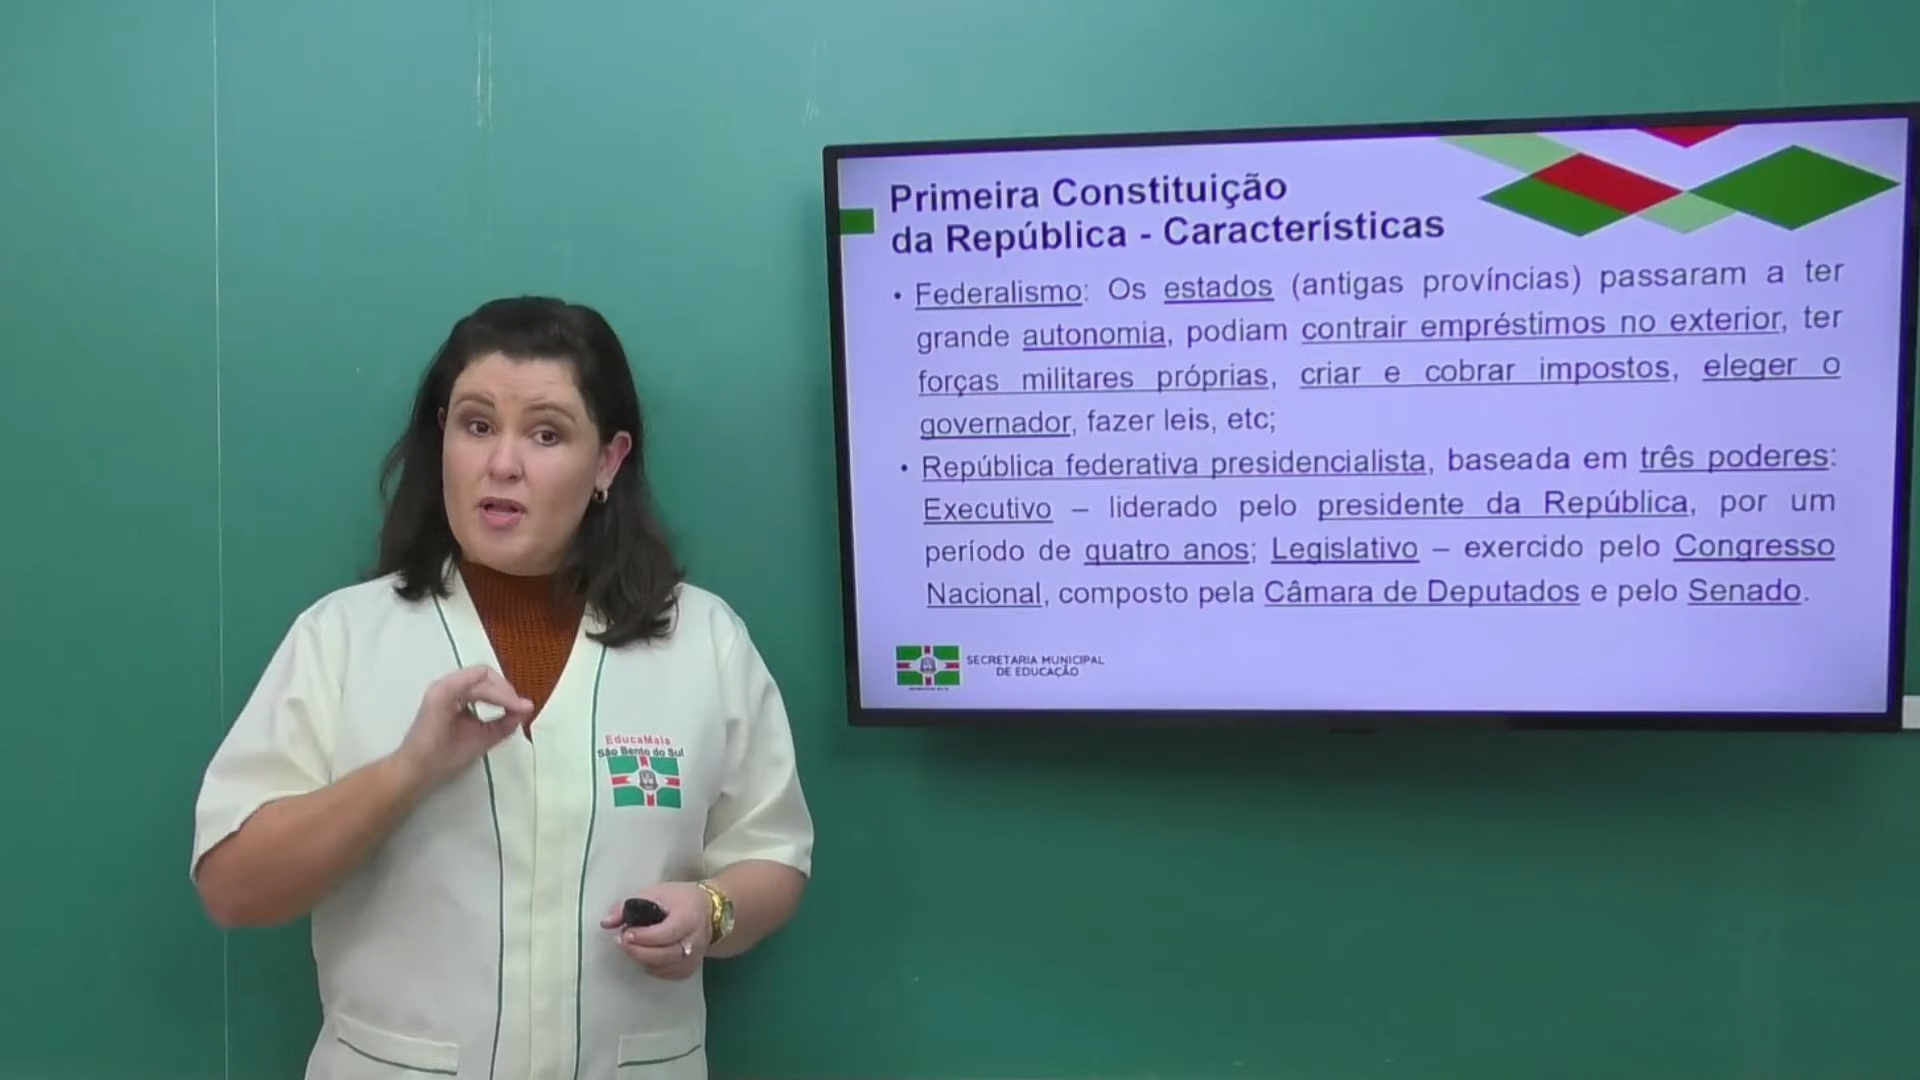 Primeira Constituição
da República - Características
• Federalismo: Os estados (antigas províncias) passaram a ter
grande autonomia, podiam contrair empréstimos no exterior, ter
forças militares próprias, criar e cobrar impostos, eleger o
governador, fazer leis, etc;
• República federativa presidencialista, baseada em três poderes:
Executivo – liderado pelo presidente da República, por um
período de quatro anos; Legislativo – exercido pelo Congresso
Nacional, composto pela Câmara de Deputados e pelo Senado.
SECRETARIA MUNICIPAL
DE EDUCAÇÃO
EducaMais
São Bento do Sul